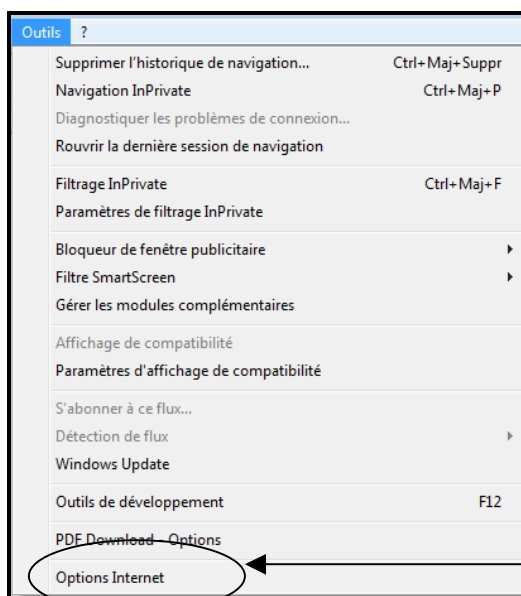 Outils ?
Supprimer l'historique de navigation... Ctrl+Maj+Suppr
Navigation InPrivate Ctrl+Maj+P
Diagnostiquer les problèmes de connexion...
Rouvrir la dernière session de navigation
Filtrage InPrivate Ctrl+Maj+F
Paramètres de filtrage InPrivate
Bloqueur de fenêtre publicitaire
Filtre SmartScreen
Gérer les modules complémentaires
Affichage de compatibilité
Paramètres d'affichage de compatibilité
S'abonner à ce flux...
Détection de flux
Windows Update
Outils de développement F12
PDF Download - Options
Options Internet